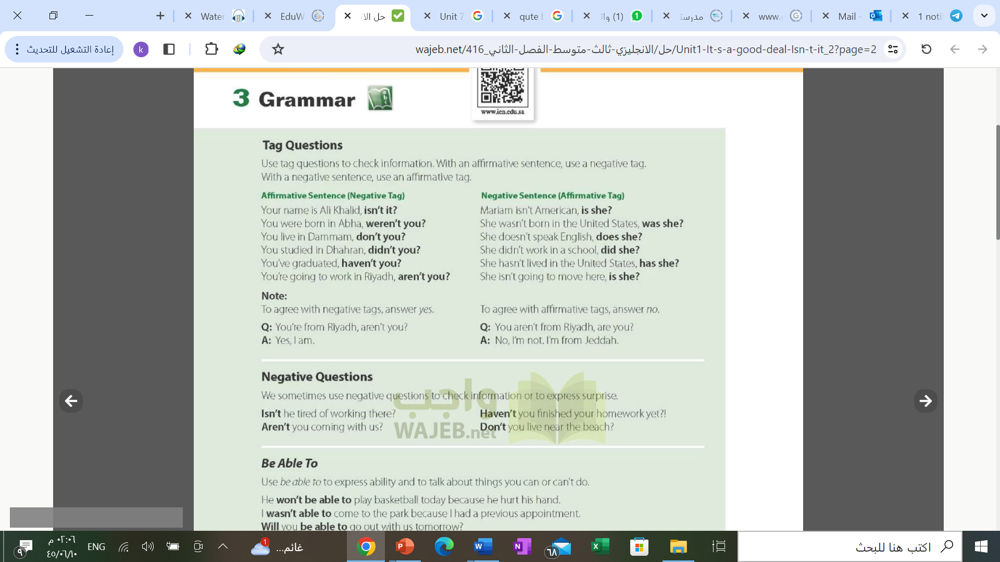 Water
EduW
حل الان
Unit 7
qute b
(1) وات
مدرست
www.g
Mail -
1 noti
إعادة التشغيل للتحديث
k
wajeb.net/416_الانجليزي-ثالث-متوسط-الفصل-الثاني/حل/Unit1-It-s-a-good-deal-Isn-t-it_2?page=2
3 Grammar
www.ien.edu.sa
Tag Questions
Use tag questions to check information. With an affirmative sentence, use a negative tag.
With a negative sentence, use an affirmative tag.
Affirmative Sentence (Negative Tag)
Your name is Ali Khalid, isn't it?
You were born in Abha, weren't you?
You live in Dammam, don't you?
You studied in Dhahran, didn't you?
You've graduated, haven't you?
You're going to work in Riyadh, aren't you?
Negative Sentence (Affirmative Tag)
Mariam isn't American, is she?
She wasn't born in the United States, was she?
She doesn't speak English, does she?
She didn't work in a school, did she?
She hasn't lived in the United States, has she?
She isn't going to move here, is she?
Note:
To agree with negative tags, answer yes.
Q: You're from Riyadh, aren't you?
A: Yes, I am.
To agree with affirmative tags, answer no.
Q: You aren't from Riyadh, are you?
A: No, I'm not. I'm from Jeddah.
Negative Questions
We sometimes use negative questions to check information or to express surprise.
Isn't he tired of working there?
Aren't you coming with us?
Haven't you finished your homework yet?!
Don't you live near the beach?
واجب
WAJEB.net
Be Able To
Use be able to to express ability and to talk about things you can or can't do.
He won't be able to play basketball today because he hurt his hand.
I wasn't able to come to the park because I had a previous appointment.
Will you be able to go out with us tomorrow?
٩
٠٢:٠٦ م
٤٥/٠٦/١٠
ENG
1
غائم...
٦٨
اكتب هنا للبحث